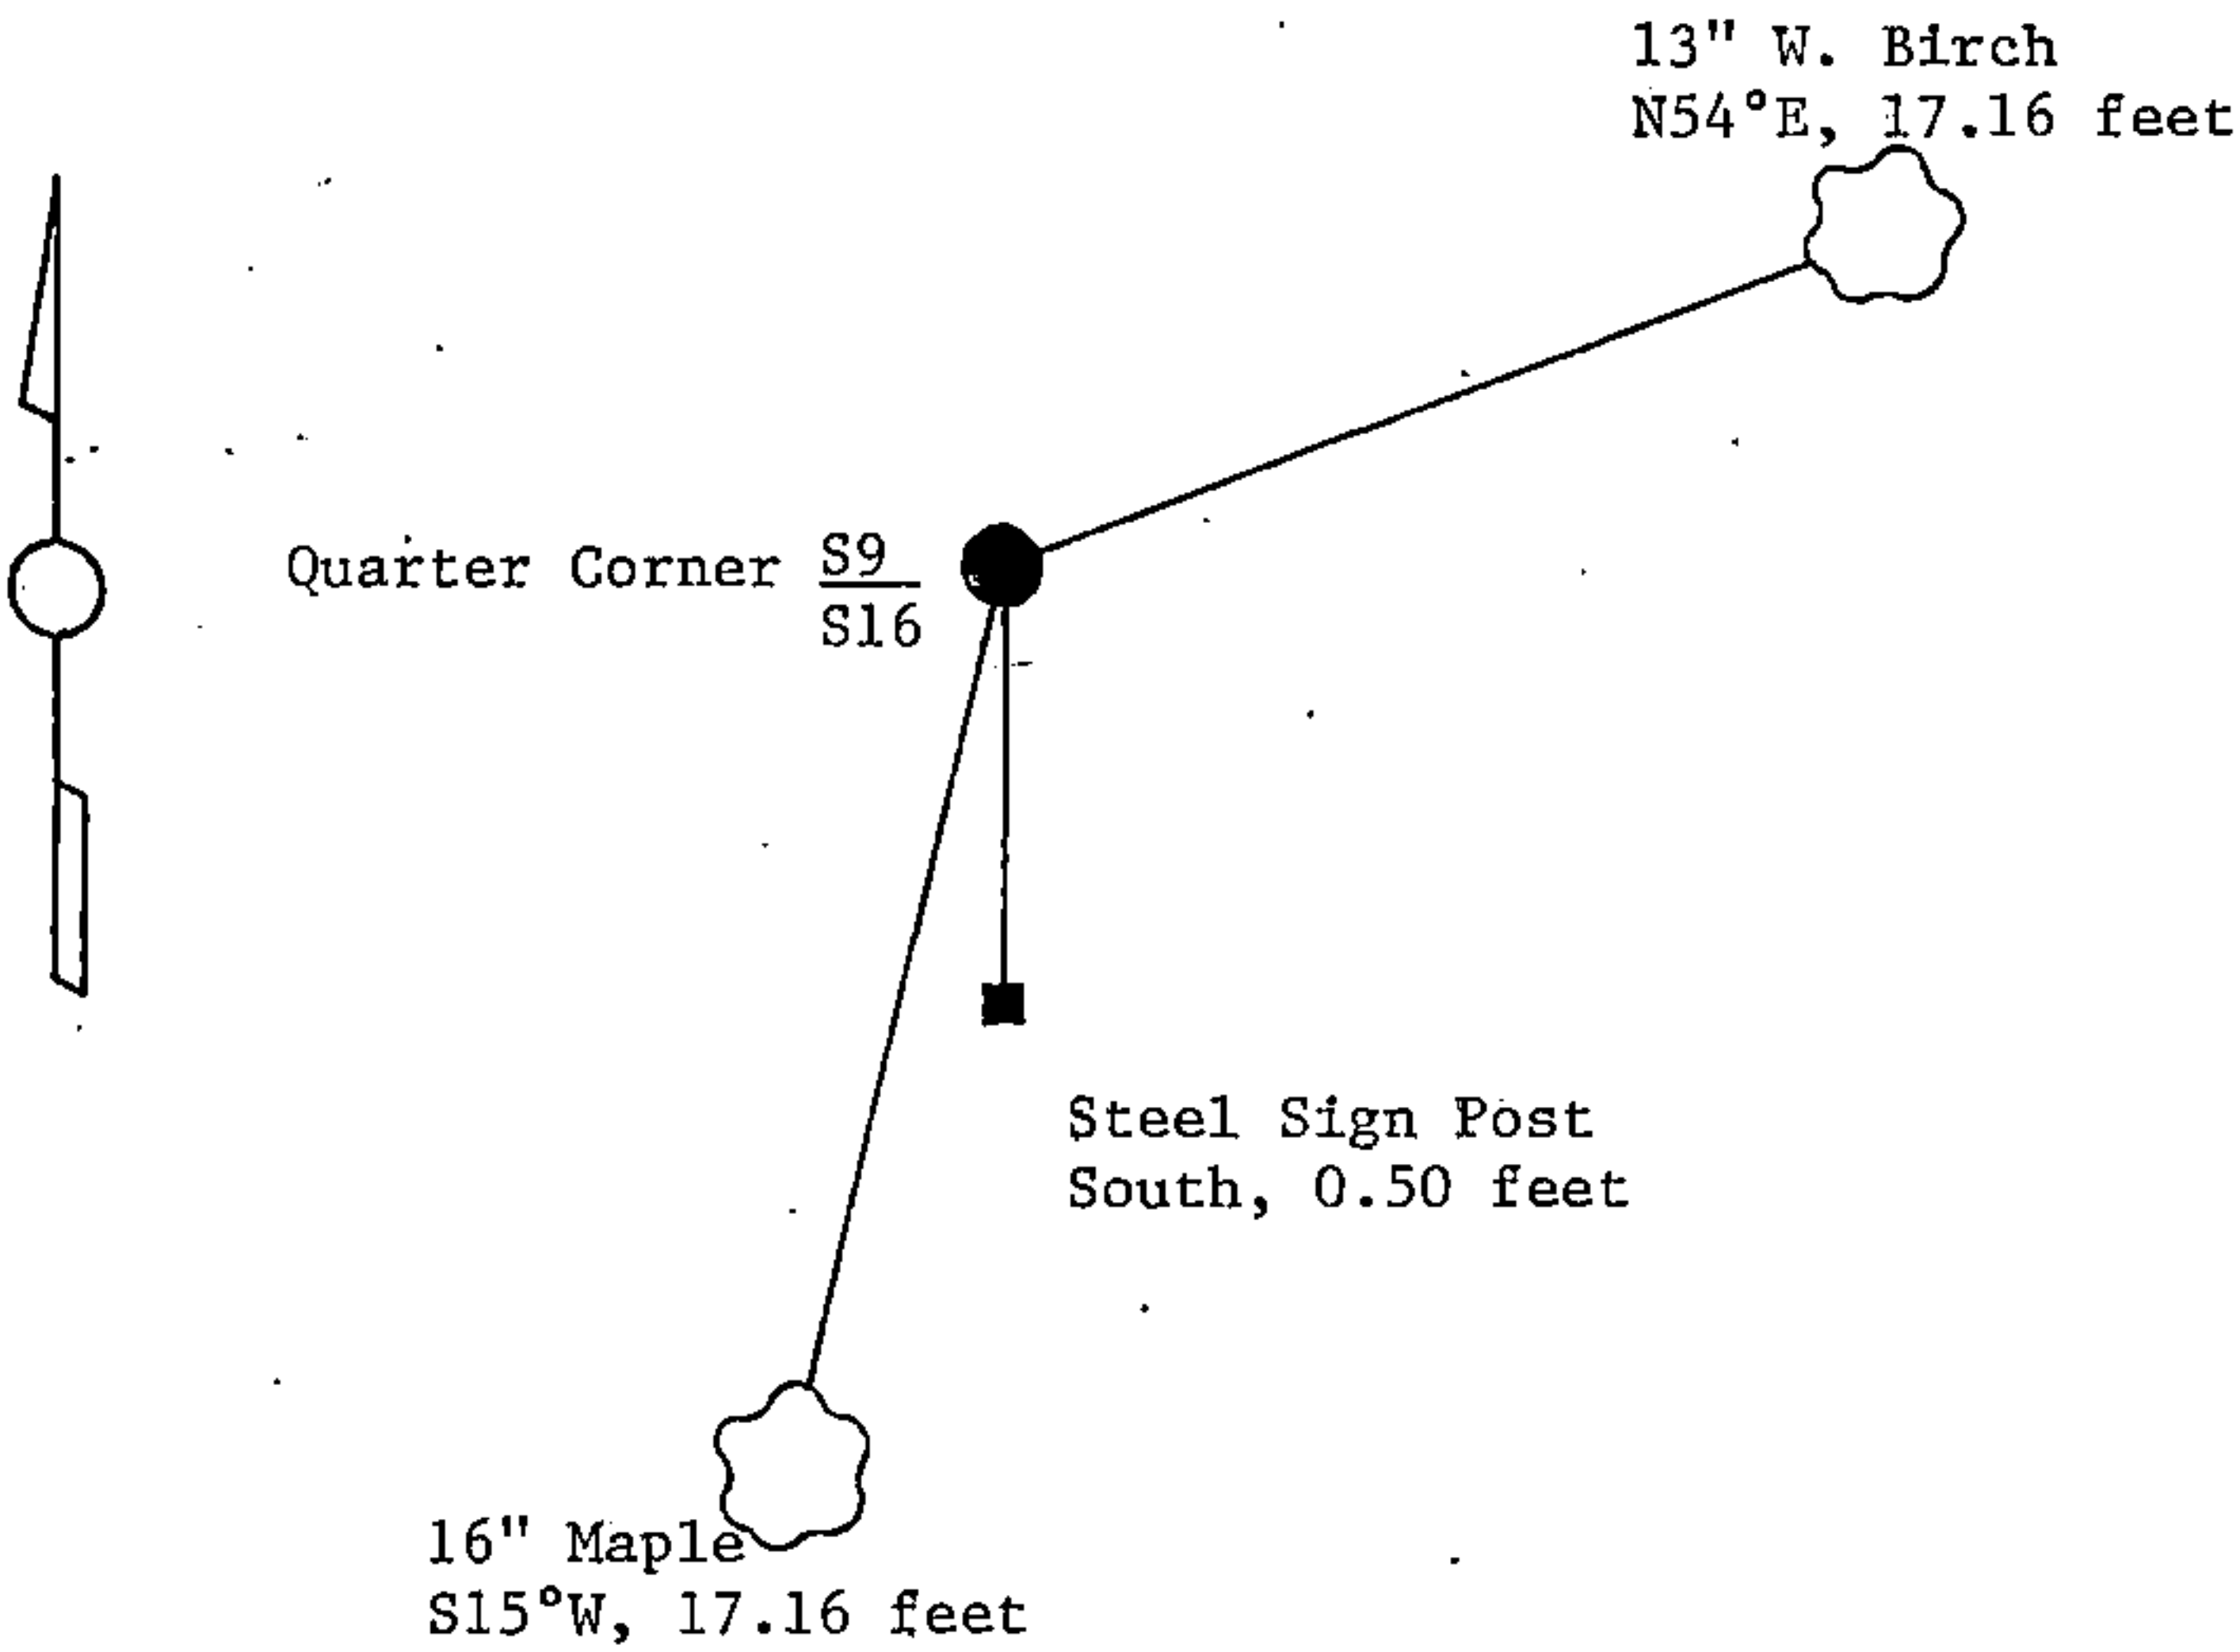 13" W. Birch
N54°E, 17.16 feet
Quarter Corner S9
S16
Steel Sign Post
South, 0.50 feet
16" Maple
S15°W, 17.16 feet